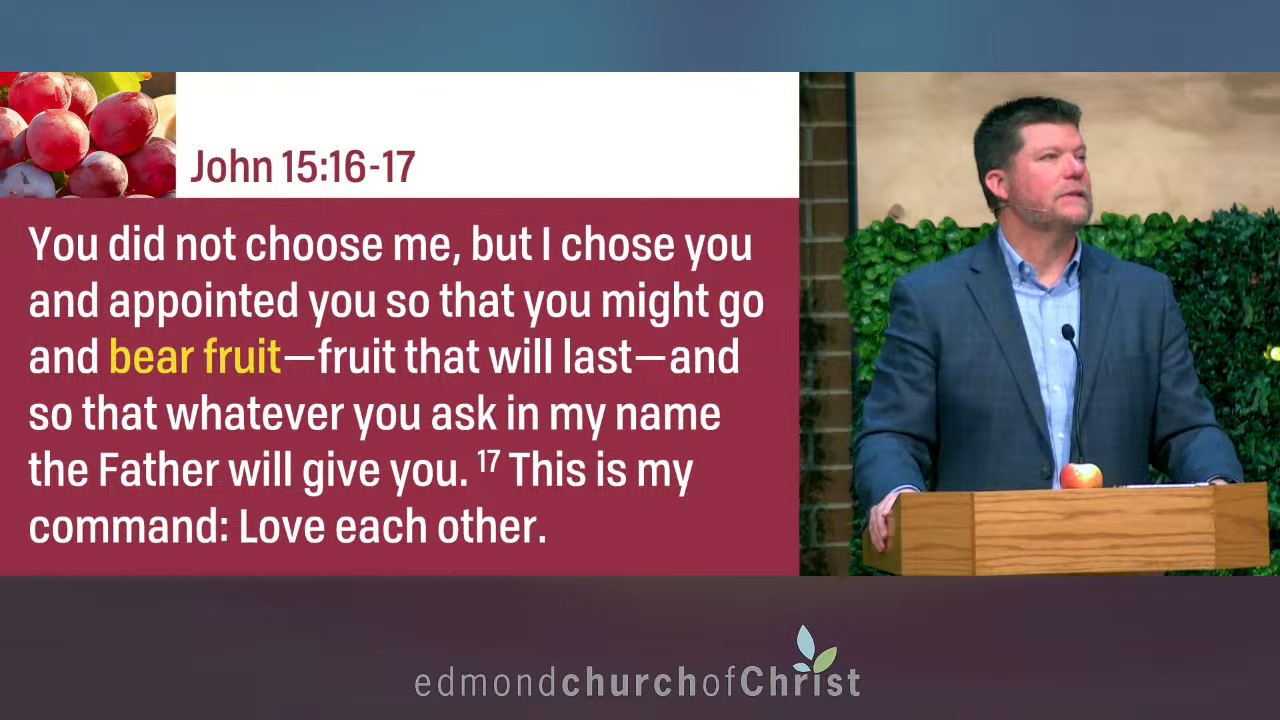 John 15:16-17
You did not choose me, but I chose you
and appointed you so that you might go
and bear fruit—fruit that will last—and
so that whatever you ask in my name
the Father will give you. 17 This is my
command: Love each other.
edmondchurchofChrist